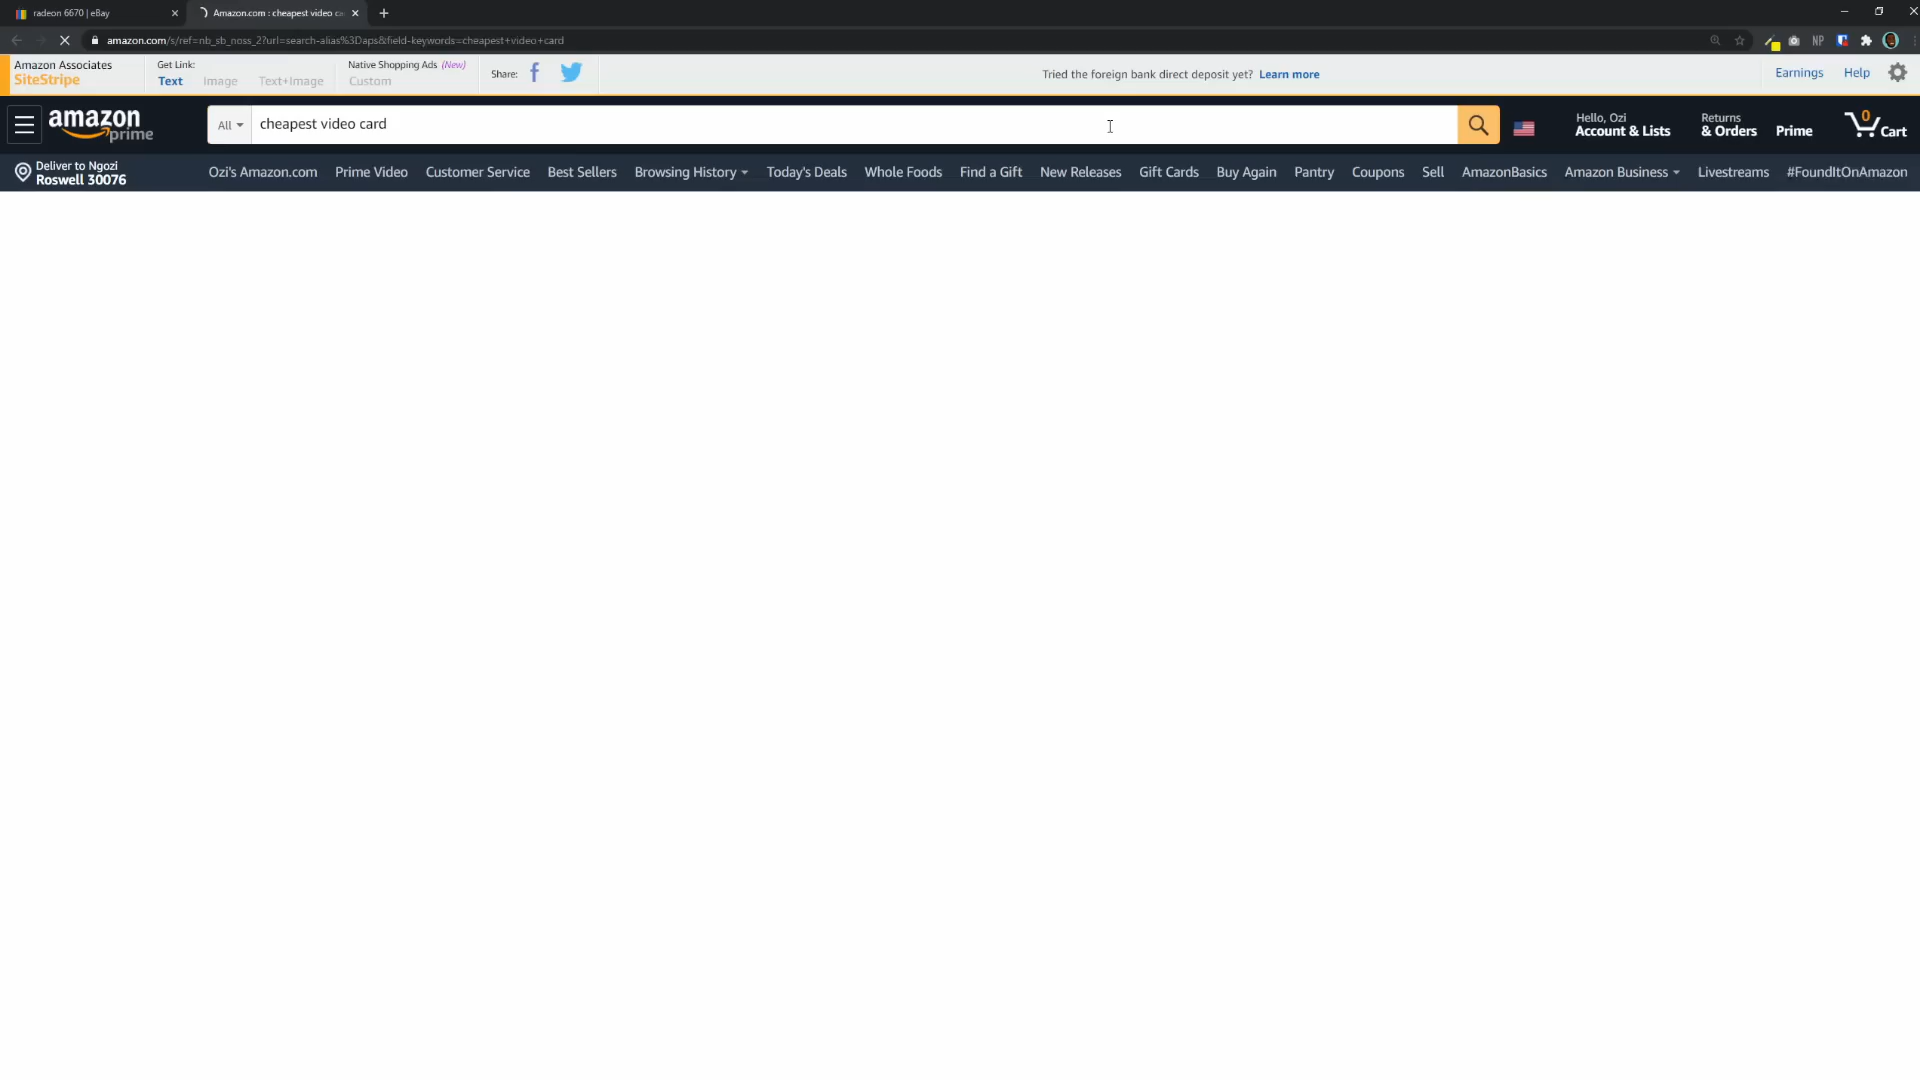 radeon 6670 | eBay
Amazon.com : cheapest video ca
amazon.com/s/ref=nb_sb_noss_2?url=search-alias%3Daps&field-keywords=cheapest+video+card
NP
Amazon Associates
SiteStripe
Get Link:
Text Image Text+Image
Native Shopping Ads (New)
Custom
Share:
Tried the foreign bank direct deposit yet? Learn more
Earnings Help
amazon prime
All
cheapest video card
Hello, Ozi
Account & Lists
Returns
& Orders
Prime
0
Cart
Deliver to Ngozi
Roswell 30076
Ozi's Amazon.com Prime Video Customer Service Best Sellers Browsing History Today's Deals Whole Foods Find a Gift New Releases Gift Cards Buy Again Pantry Coupons Sell AmazonBasics Amazon Business Livestreams #FoundItOnAmazon